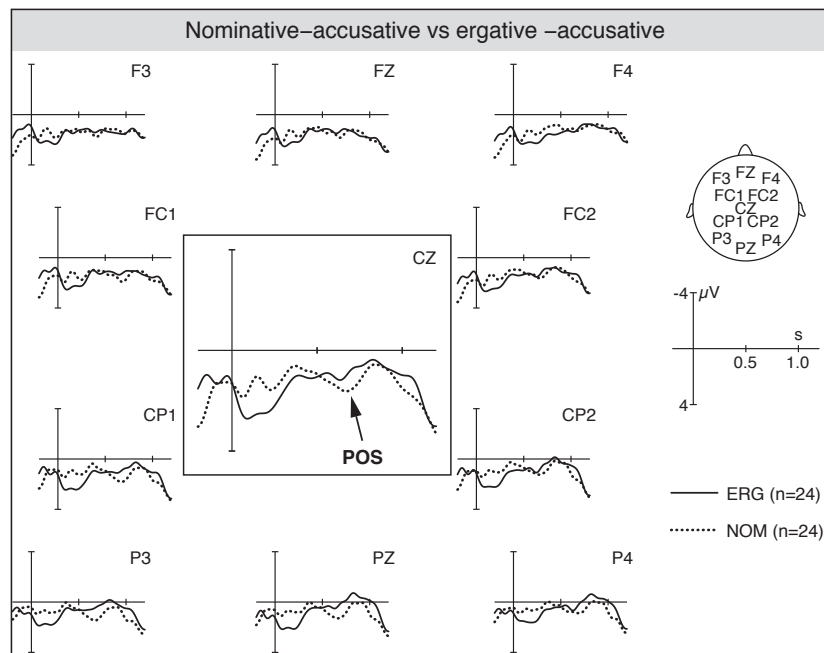 Nominative–accusative vs ergative –accusative
F3
FZ
F4
F3 FZ F4
FC1 FC2
CZ
CP1 CP2
P3 PZ P4
FC1
CZ
FC2
-4 µV
s
0.5 1.0
4
POS
CP1
CP2
ERG (n=24)
NOM (n=24)
P3
PZ
P4